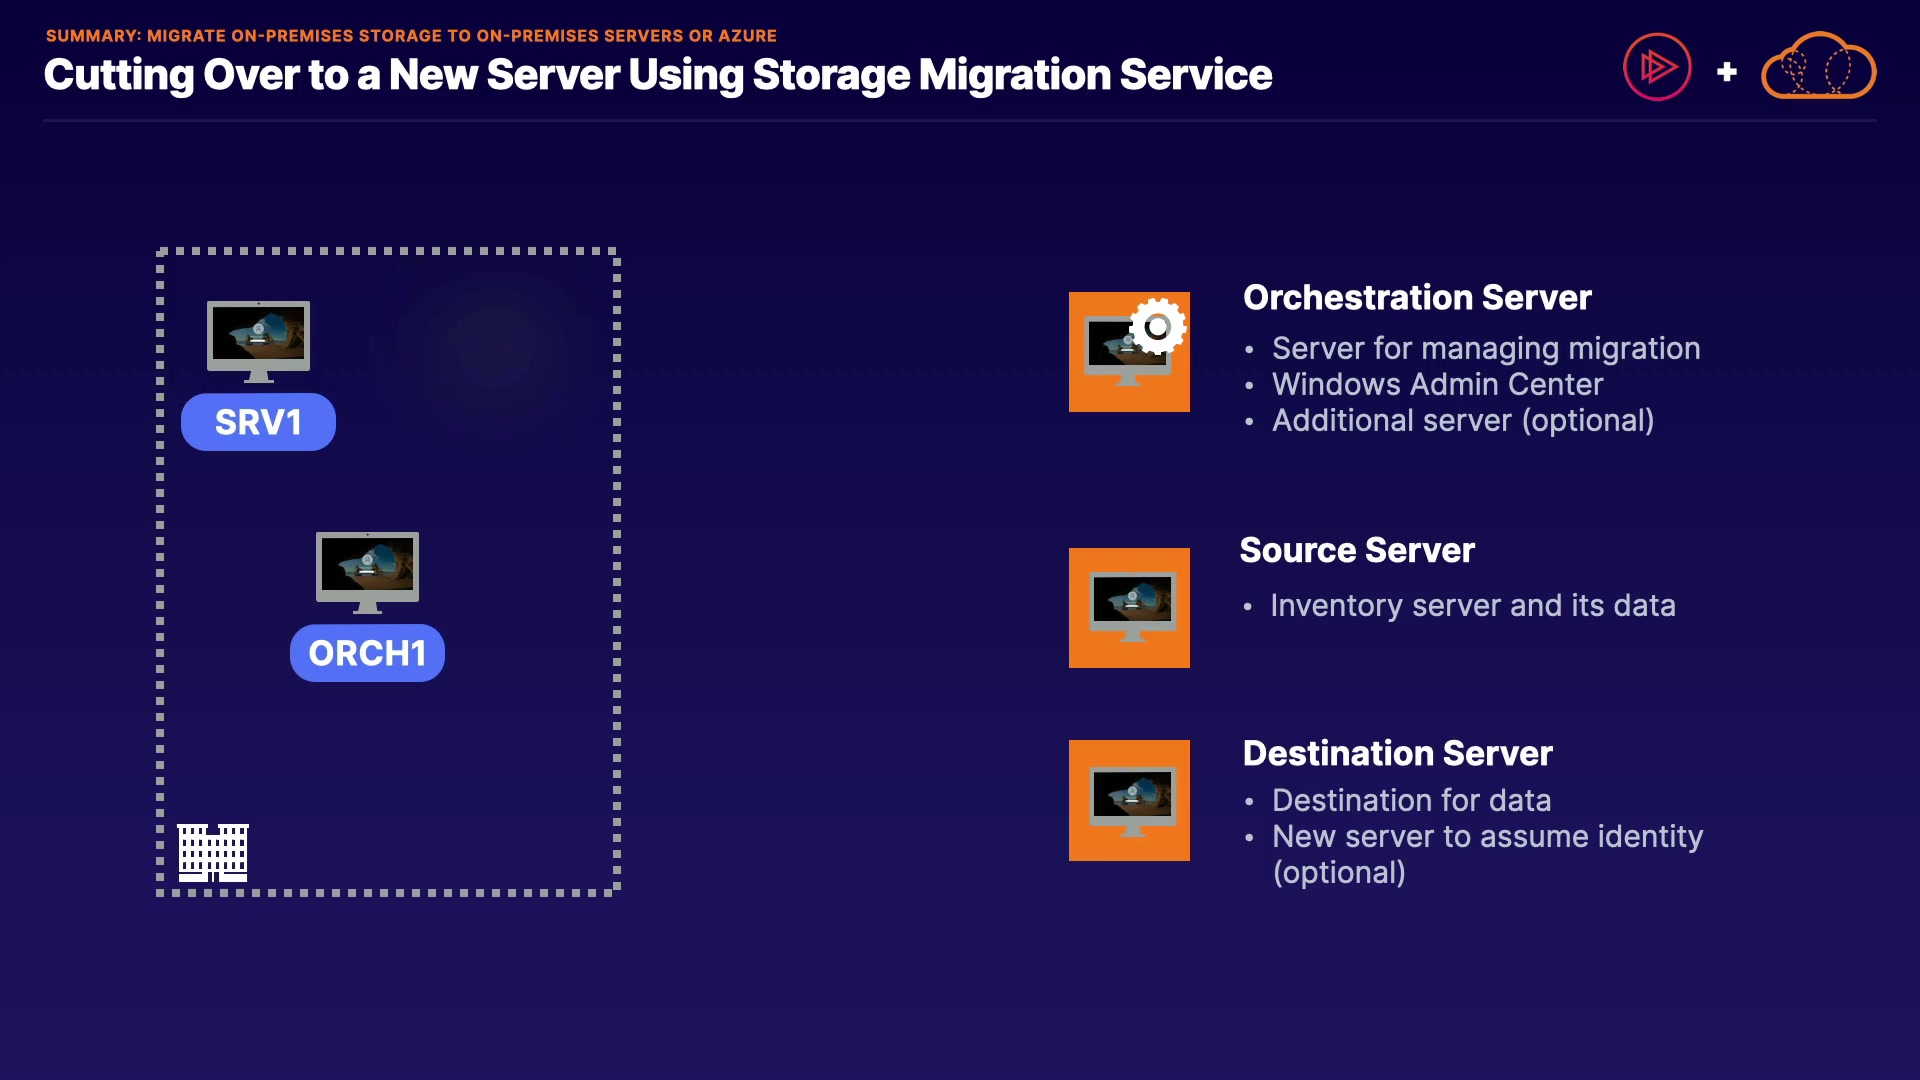 SUMMARY: MIGRATE ON-PREMISES STORAGE TO ON-PREMISES SERVERS OR AZURE
Cutting Over to a New Server Using Storage Migration Service
+
SRV1
ORCH1
Orchestration Server
• Server for managing migration
• Windows Admin Center
• Additional server (optional)
Source Server
• Inventory server and its data
Destination Server
• Destination for data
• New server to assume identity
(optional)